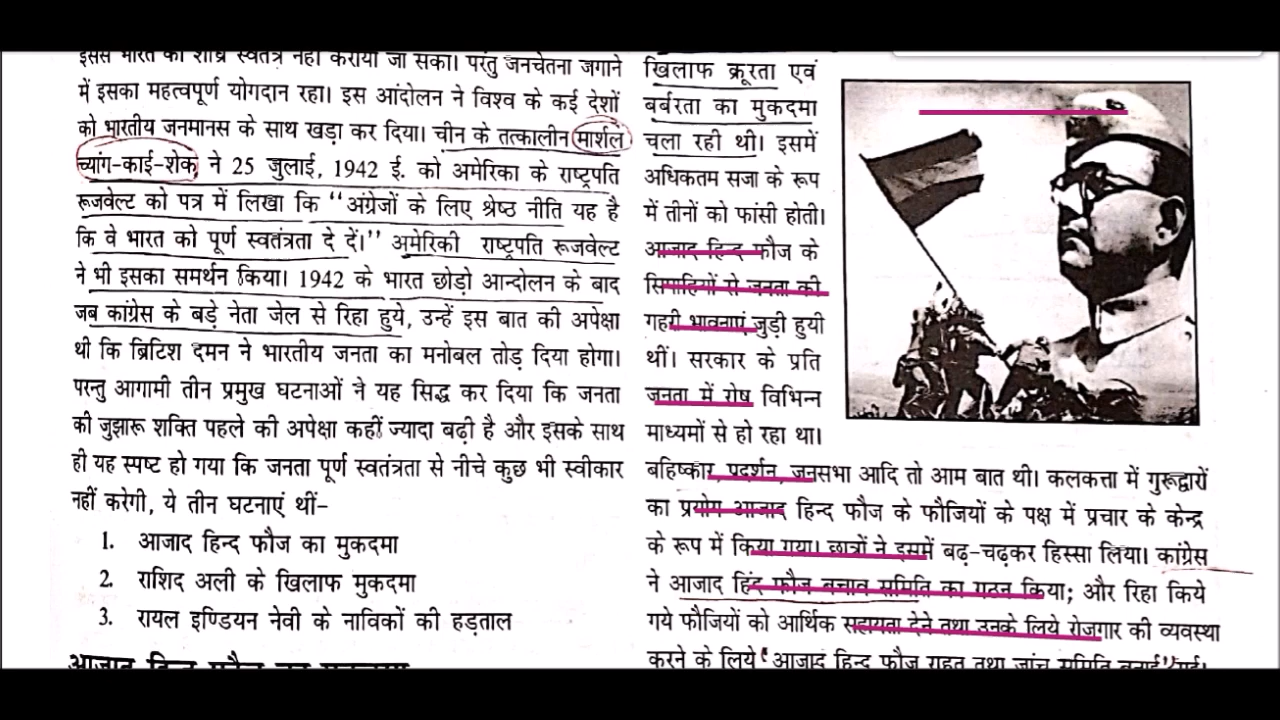 इससे भारत को शीघ्र स्वतंत्र नहीं कराया जा सका। परंतु जनचेतना जगाने
में इसका महत्वपूर्ण योगदान रहा। इस आंदोलन ने विश्व के कई देशों
को भारतीय जनमानस के साथ खड़ा कर दिया। चीन के तत्कालीन मार्शल
च्यांग-काई-शेक ने 25 जुलाई, 1942 ई. को अमेरिका के राष्ट्रपति
रूजवेल्ट को पत्र में लिखा कि "अंग्रेजों के लिए श्रेष्ठ नीति यह है
कि वे भारत को पूर्ण स्वतंत्रता दे दें।" अमेरिकी राष्ट्रपति रूजवेल्ट
ने भी इसका समर्थन किया। 1942 के भारत छोड़ो आन्दोलन के बाद
जब कांग्रेस के बड़े नेता जेल से रिहा हुये, उन्हें इस बात की अपेक्षा
थी कि ब्रिटिश दमन ने भारतीय जनता का मनोबल तोड़ दिया होगा।
परन्तु आगामी तीन प्रमुख घटनाओं ने यह सिद्ध कर दिया कि जनता
की जुझारू शक्ति पहले की अपेक्षा कहीं ज्यादा बढ़ी है और इसके साथ
ही यह स्पष्ट हो गया कि जनता पूर्ण स्वतंत्रता से नीचे कुछ भी स्वीकार
नहीं करेगी, ये तीन घटनाएं थीं-
1. आजाद हिन्द फौज का मुकदमा
2. राशिद अली के खिलाफ मुकदमा
3. रायल इण्डियन नेवी के नाविकों की हड़ताल
आजाद हिन्द फौज का मुकदमा
खिलाफ क्रूरता एवं
बर्बरता का मुकदमा
चला रही थी। इसमें
अधिकतम सजा के रूप
में तीनों को फांसी होती।
आजाद हिन्द फौज के
सिपाहियों से जनता की
गहरी भावनाएं जुड़ी हुयी
थीं। सरकार के प्रति
जनता में रोष विभिन्न
माध्यमों से हो रहा था।
बहिष्कार, प्रदर्शन, जनसभा आदि तो आम बात थी। कलकत्ता में गुरूद्वारों
का प्रयोग आजाद हिन्द फौज के फौजियों के पक्ष में प्रचार के केन्द्र
के रूप में किया गया। छात्रों ने इसमें बढ़-चढ़कर हिस्सा लिया। कांग्रेस
ने आजाद हिंद फौज बचाव समिति का गठन किया; और रिहा किये
गये फौजियों को आर्थिक सहायता देने तथा उनके लिये रोजगार की व्यवस्था
करने के लिये 'आजाद हिन्द फौज राहत तथा जांच समिति बनाई' गई।